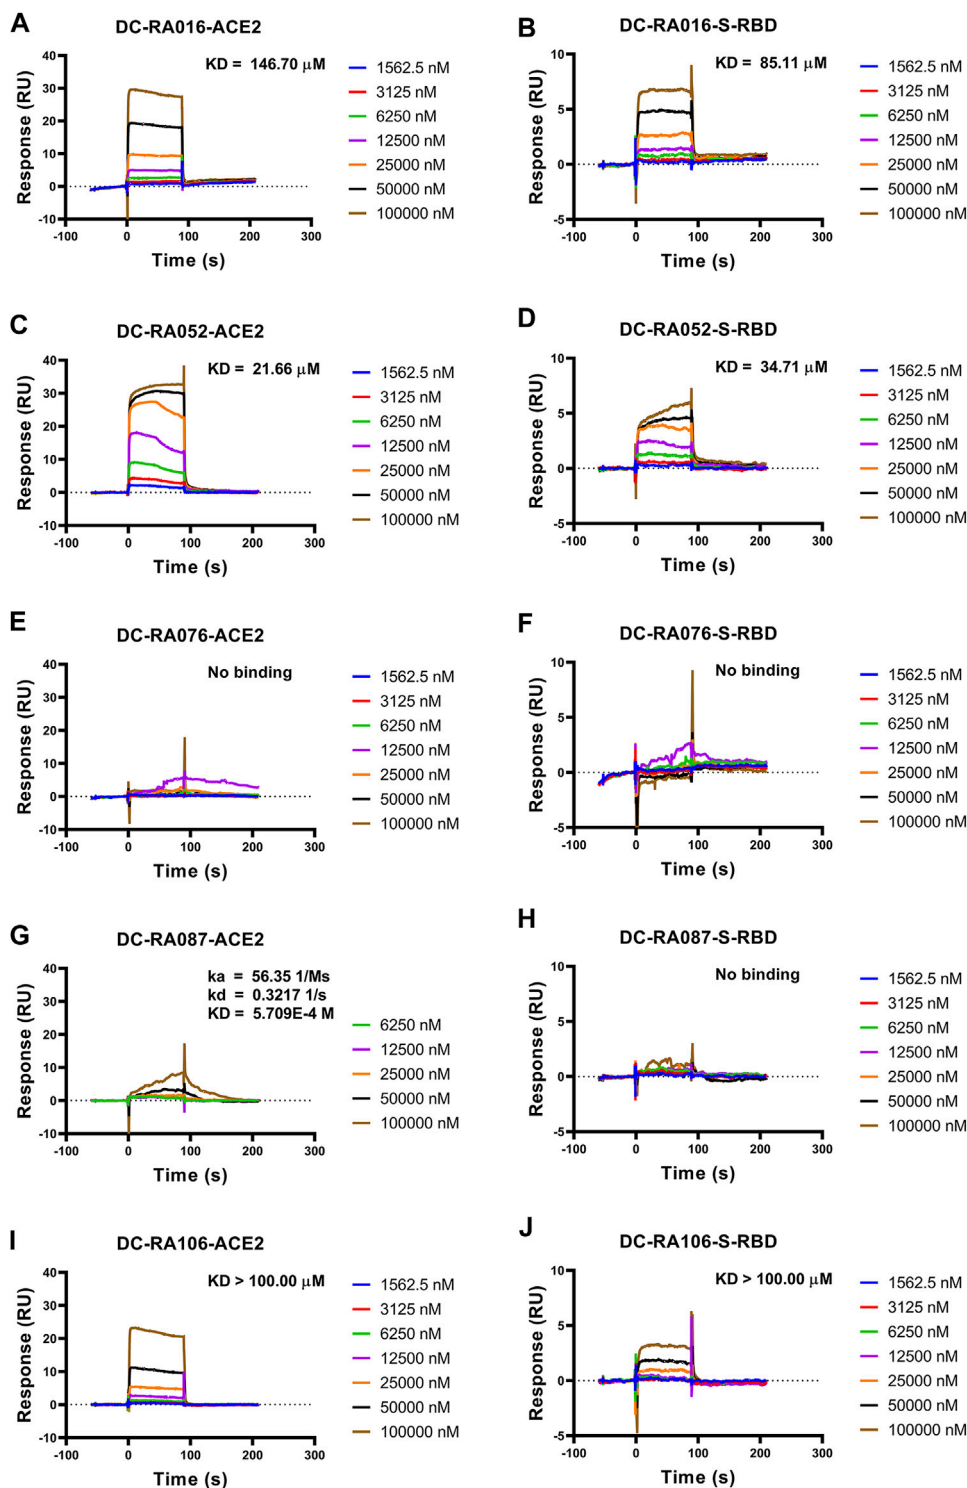 A
DC-RA016-ACE2
KD = 146.70 μM
Response (RU)
40
30
20
10
0
-10
-100
0
100
200
300
Time (s)
1562.5 nM
3125 nM
6250 nM
12500 nM
25000 nM
50000 nM
100000 nM
B
DC-RA016-S-RBD
KD = 85.11 μM
Response (RU)
10
5
0
-5
-100
0
100
200
300
Time (s)
1562.5 nM
3125 nM
6250 nM
12500 nM
25000 nM
50000 nM
100000 nM
C
DC-RA052-ACE2
KD = 21.66 μM
Response (RU)
40
30
20
10
0
-10
-100
0
100
200
300
Time (s)
1562.5 nM
3125 nM
6250 nM
12500 nM
25000 nM
50000 nM
100000 nM
D
DC-RA052-S-RBD
KD = 34.71 μM
Response (RU)
10
5
0
-5
-100
0
100
200
300
Time (s)
1562.5 nM
3125 nM
6250 nM
12500 nM
25000 nM
50000 nM
100000 nM
E
DC-RA076-ACE2
No binding
Response (RU)
40
30
20
10
0
-10
-100
0
100
200
300
Time (s)
1562.5 nM
3125 nM
6250 nM
12500 nM
25000 nM
50000 nM
100000 nM
F
DC-RA076-S-RBD
No binding
Response (RU)
10
5
0
-5
-100
0
100
200
300
Time (s)
1562.5 nM
3125 nM
6250 nM
12500 nM
25000 nM
50000 nM
100000 nM
G
DC-RA087-ACE2
ka = 56.35 1/Ms
kd = 0.3217 1/s
KD = 5.709E-4 M
Response (RU)
40
30
20
10
0
-10
-100
0
100
200
300
Time (s)
6250 nM
12500 nM
25000 nM
50000 nM
100000 nM
H
DC-RA087-S-RBD
No binding
Response (RU)
10
5
0
-5
-100
0
100
200
300
Time (s)
1562.5 nM
3125 nM
6250 nM
12500 nM
25000 nM
50000 nM
100000 nM
I
DC-RA106-ACE2
KD > 100.00 μM
Response (RU)
40
30
20
10
0
-10
-100
0
100
200
300
Time (s)
1562.5 nM
3125 nM
6250 nM
12500 nM
25000 nM
50000 nM
100000 nM
J
DC-RA106-S-RBD
KD > 100.00 μM
Response (RU)
10
5
0
-5
-100
0
100
200
300
Time (s)
1562.5 nM
3125 nM
6250 nM
12500 nM
25000 nM
50000 nM
100000 nM